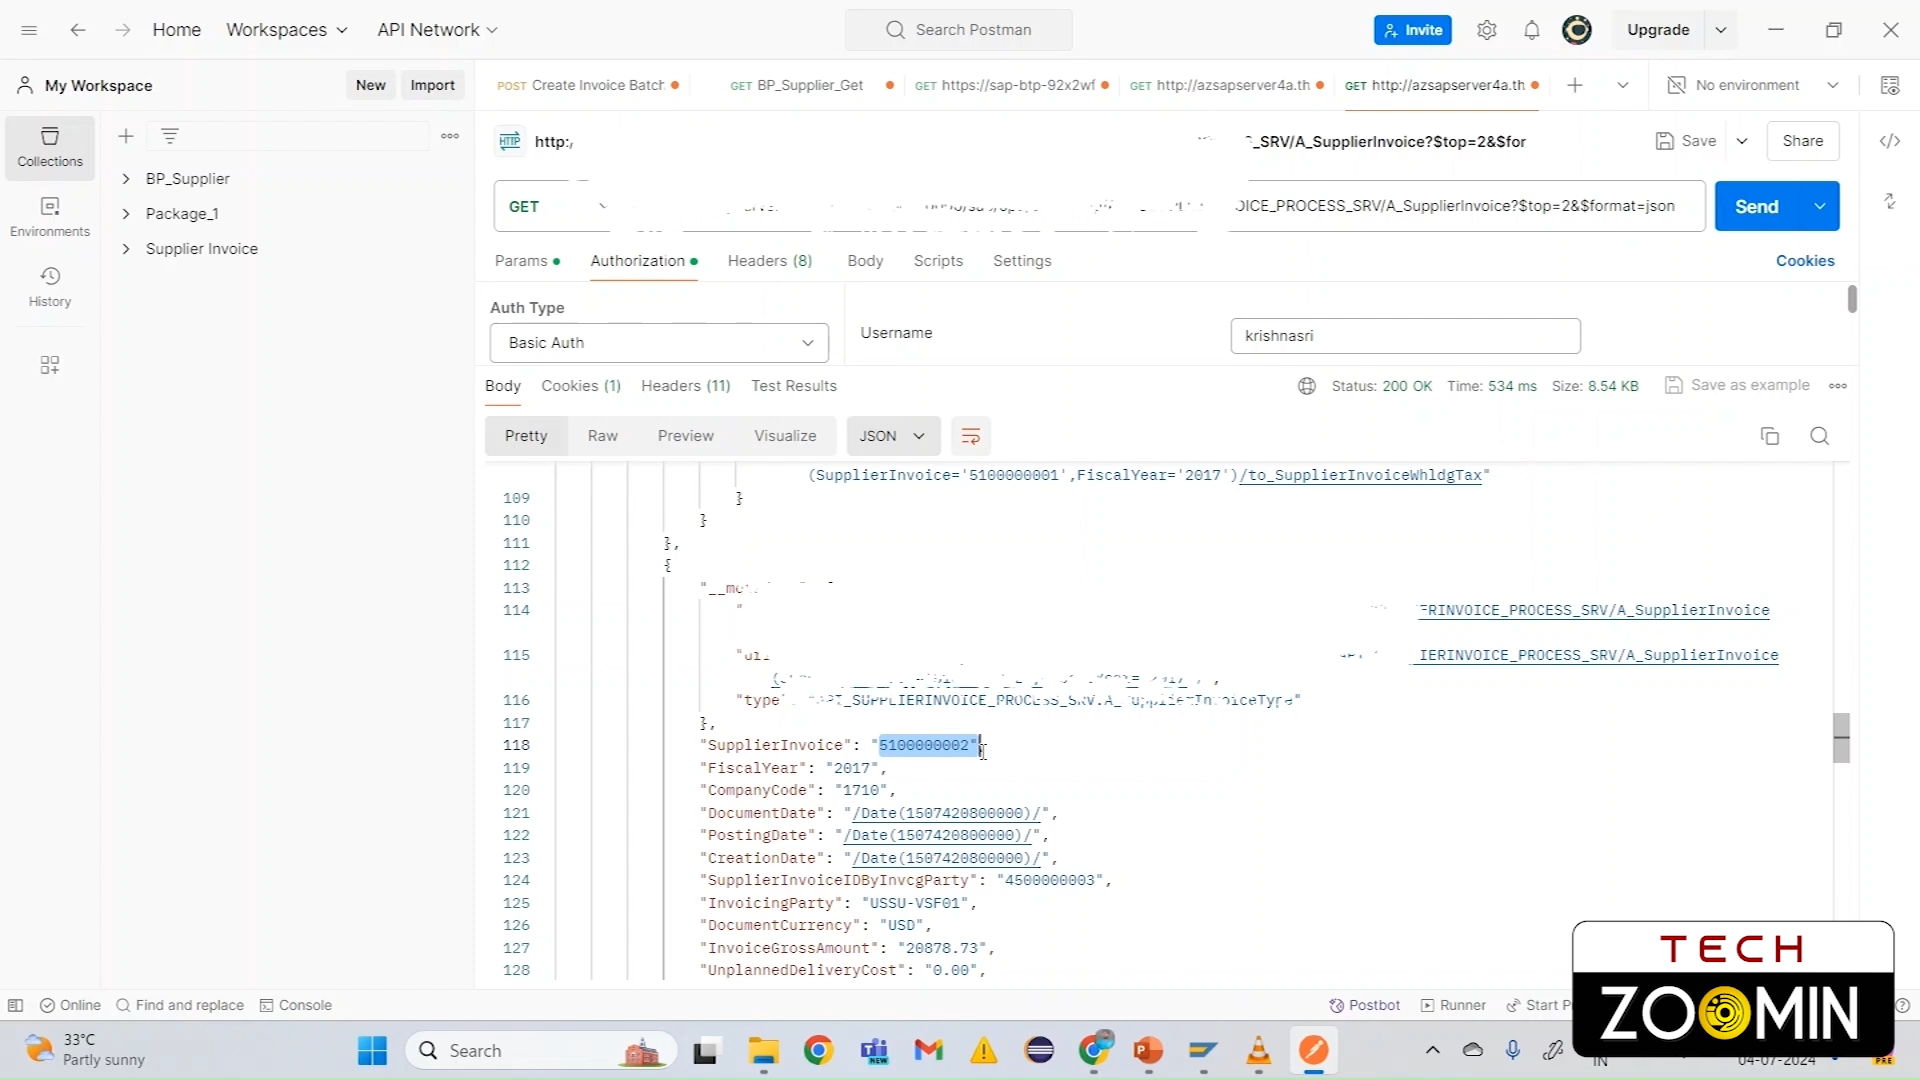 Home Workspaces API Network Search Postman Invite Upgrade
My Workspace New Import POST Create Invoice Batch GET BP_Supplier_Get GET https://sap-btp-92x2wf GET http://azsapserver4a.th GET http://azsapserver4a.th No environment
Collections
Environments
History
BP_Supplier
Package_1
Supplier Invoice
HTTP http: _SRV/A_SupplierInvoice?$top=2&$for Save Share
GET OICE_PROCESS_SRV/A_SupplierInvoice?$top=2&$format=json Send
Params Authorization Headers (8) Body Scripts Settings Cookies
Auth Type
Basic Auth
Username krishnasri
Body Cookies (1) Headers (11) Test Results Status: 200 OK Time: 534 ms Size: 8.54 KB Save as example
Pretty Raw Preview Visualize JSON
(SupplierInvoice='5100000001',FiscalYear='2017')/to_SupplierInvoiceWhldgTax"
109 }
110 }
111 },
112 {
113
114 " RINVOICE_PROCESS_SRV/A_SupplierInvoice
115 IERINVOICE_PROCESS_SRV/A_SupplierInvoice
116 "type
117 },
118 "SupplierInvoice": "5100000002",
119 "FiscalYear": "2017",
120 "CompanyCode": "1710",
121 "DocumentDate": "/Date(1507420800000)/",
122 "PostingDate": "/Date(1507420800000)/",
123 "CreationDate": "/Date(1507420800000)/",
124 "SupplierInvoiceIDByInvcgParty": "4500000003",
125 "InvoicingParty": "USSU-VSF01",
126 "DocumentCurrency": "USD",
127 "InvoiceGrossAmount": "20878.73",
128 "UnplannedDeliveryCost": "0.00",
Online Find and replace Console Postbot Runner Start
33°C
Partly sunny
Search
NEW
IN
04-07-2024
PRE
TECH
ZOOMIN